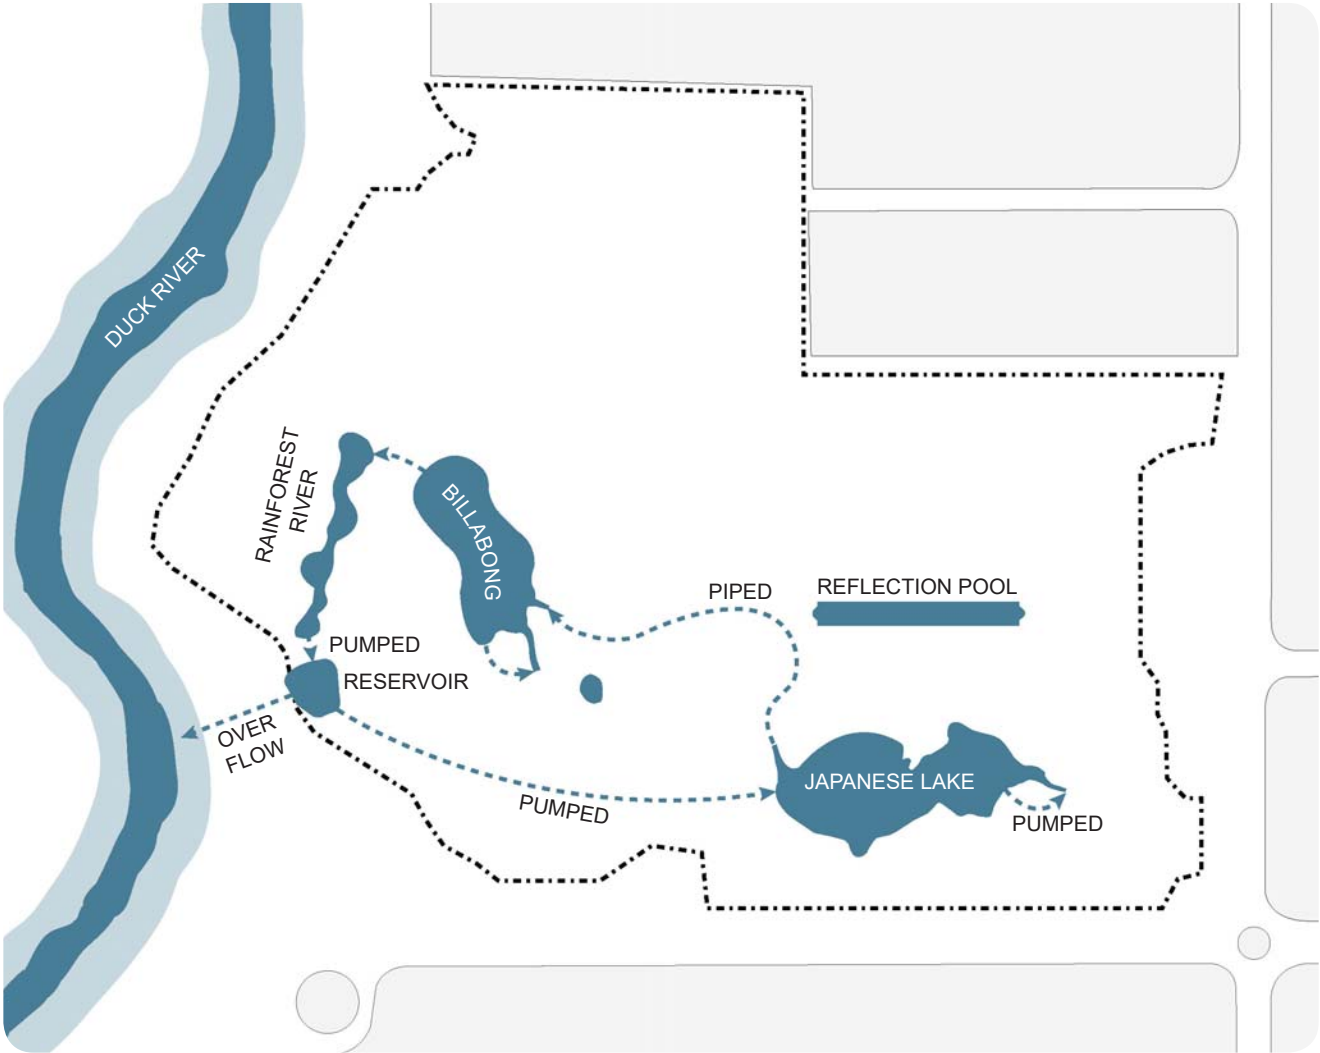 DUCK RIVER
RAINFOREST
RIVER
BILLABONG
PIPED
REFLECTION POOL
PUMPED
RESERVOIR
OVER
FLOW
JAPANESE LAKE
PUMPED
PUMPED